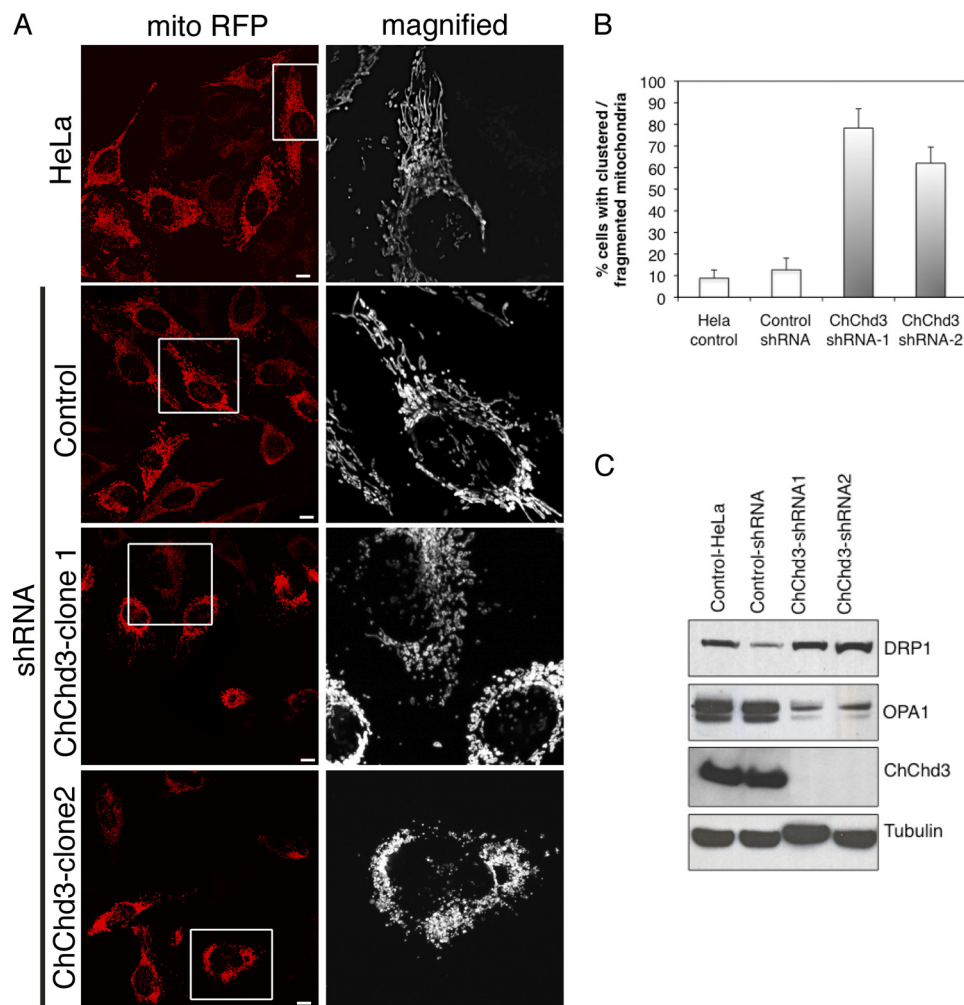 A
mito RFP
magnified
HeLa
Control
ChChd3-clone 1
ChChd3-clone2
shRNA
B
% cells with clustered /
fragmented mitochondria
100
90
80
70
60
50
40
30
20
10
0
Hela
control
Control
shRNA
ChChd3
shRNA-1
ChChd3
shRNA-2
C
Control-HeLa
Control-shRNA
ChChd3-shRNA1
ChChd3-shRNA2
DRP1
OPA1
ChChd3
Tubulin